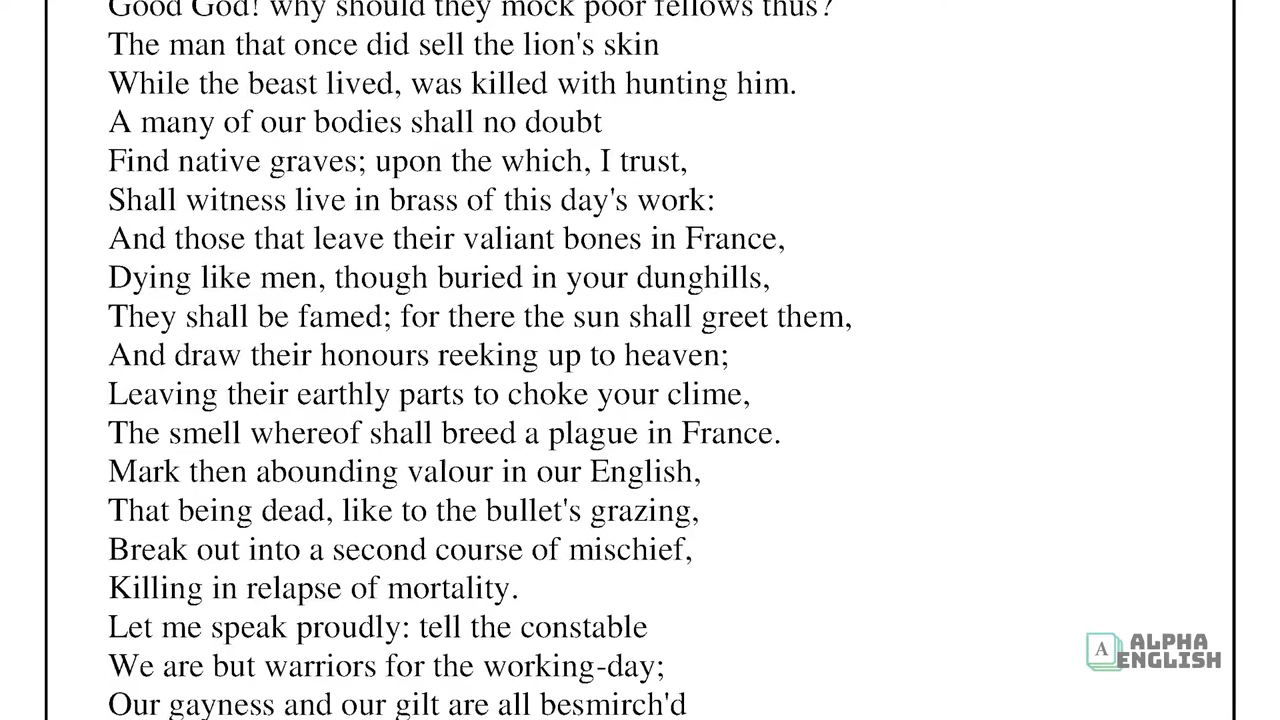 Good God! why should they mock poor fellows thus?
The man that once did sell the lion's skin
While the beast lived, was killed with hunting him.
A many of our bodies shall no doubt
Find native graves; upon the which, I trust,
Shall witness live in brass of this day's work:
And those that leave their valiant bones in France,
Dying like men, though buried in your dunghills,
They shall be famed; for there the sun shall greet them,
And draw their honours reeking up to heaven;
Leaving their earthly parts to choke your clime,
The smell whereof shall breed a plague in France.
Mark then abounding valour in our English,
That being dead, like to the bullet's grazing,
Break out into a second course of mischief,
Killing in relapse of mortality.
Let me speak proudly: tell the constable
We are but warriors for the working-day;
Our gayness and our gilt are all besmirch'd
A ALPHA
ENGLISH